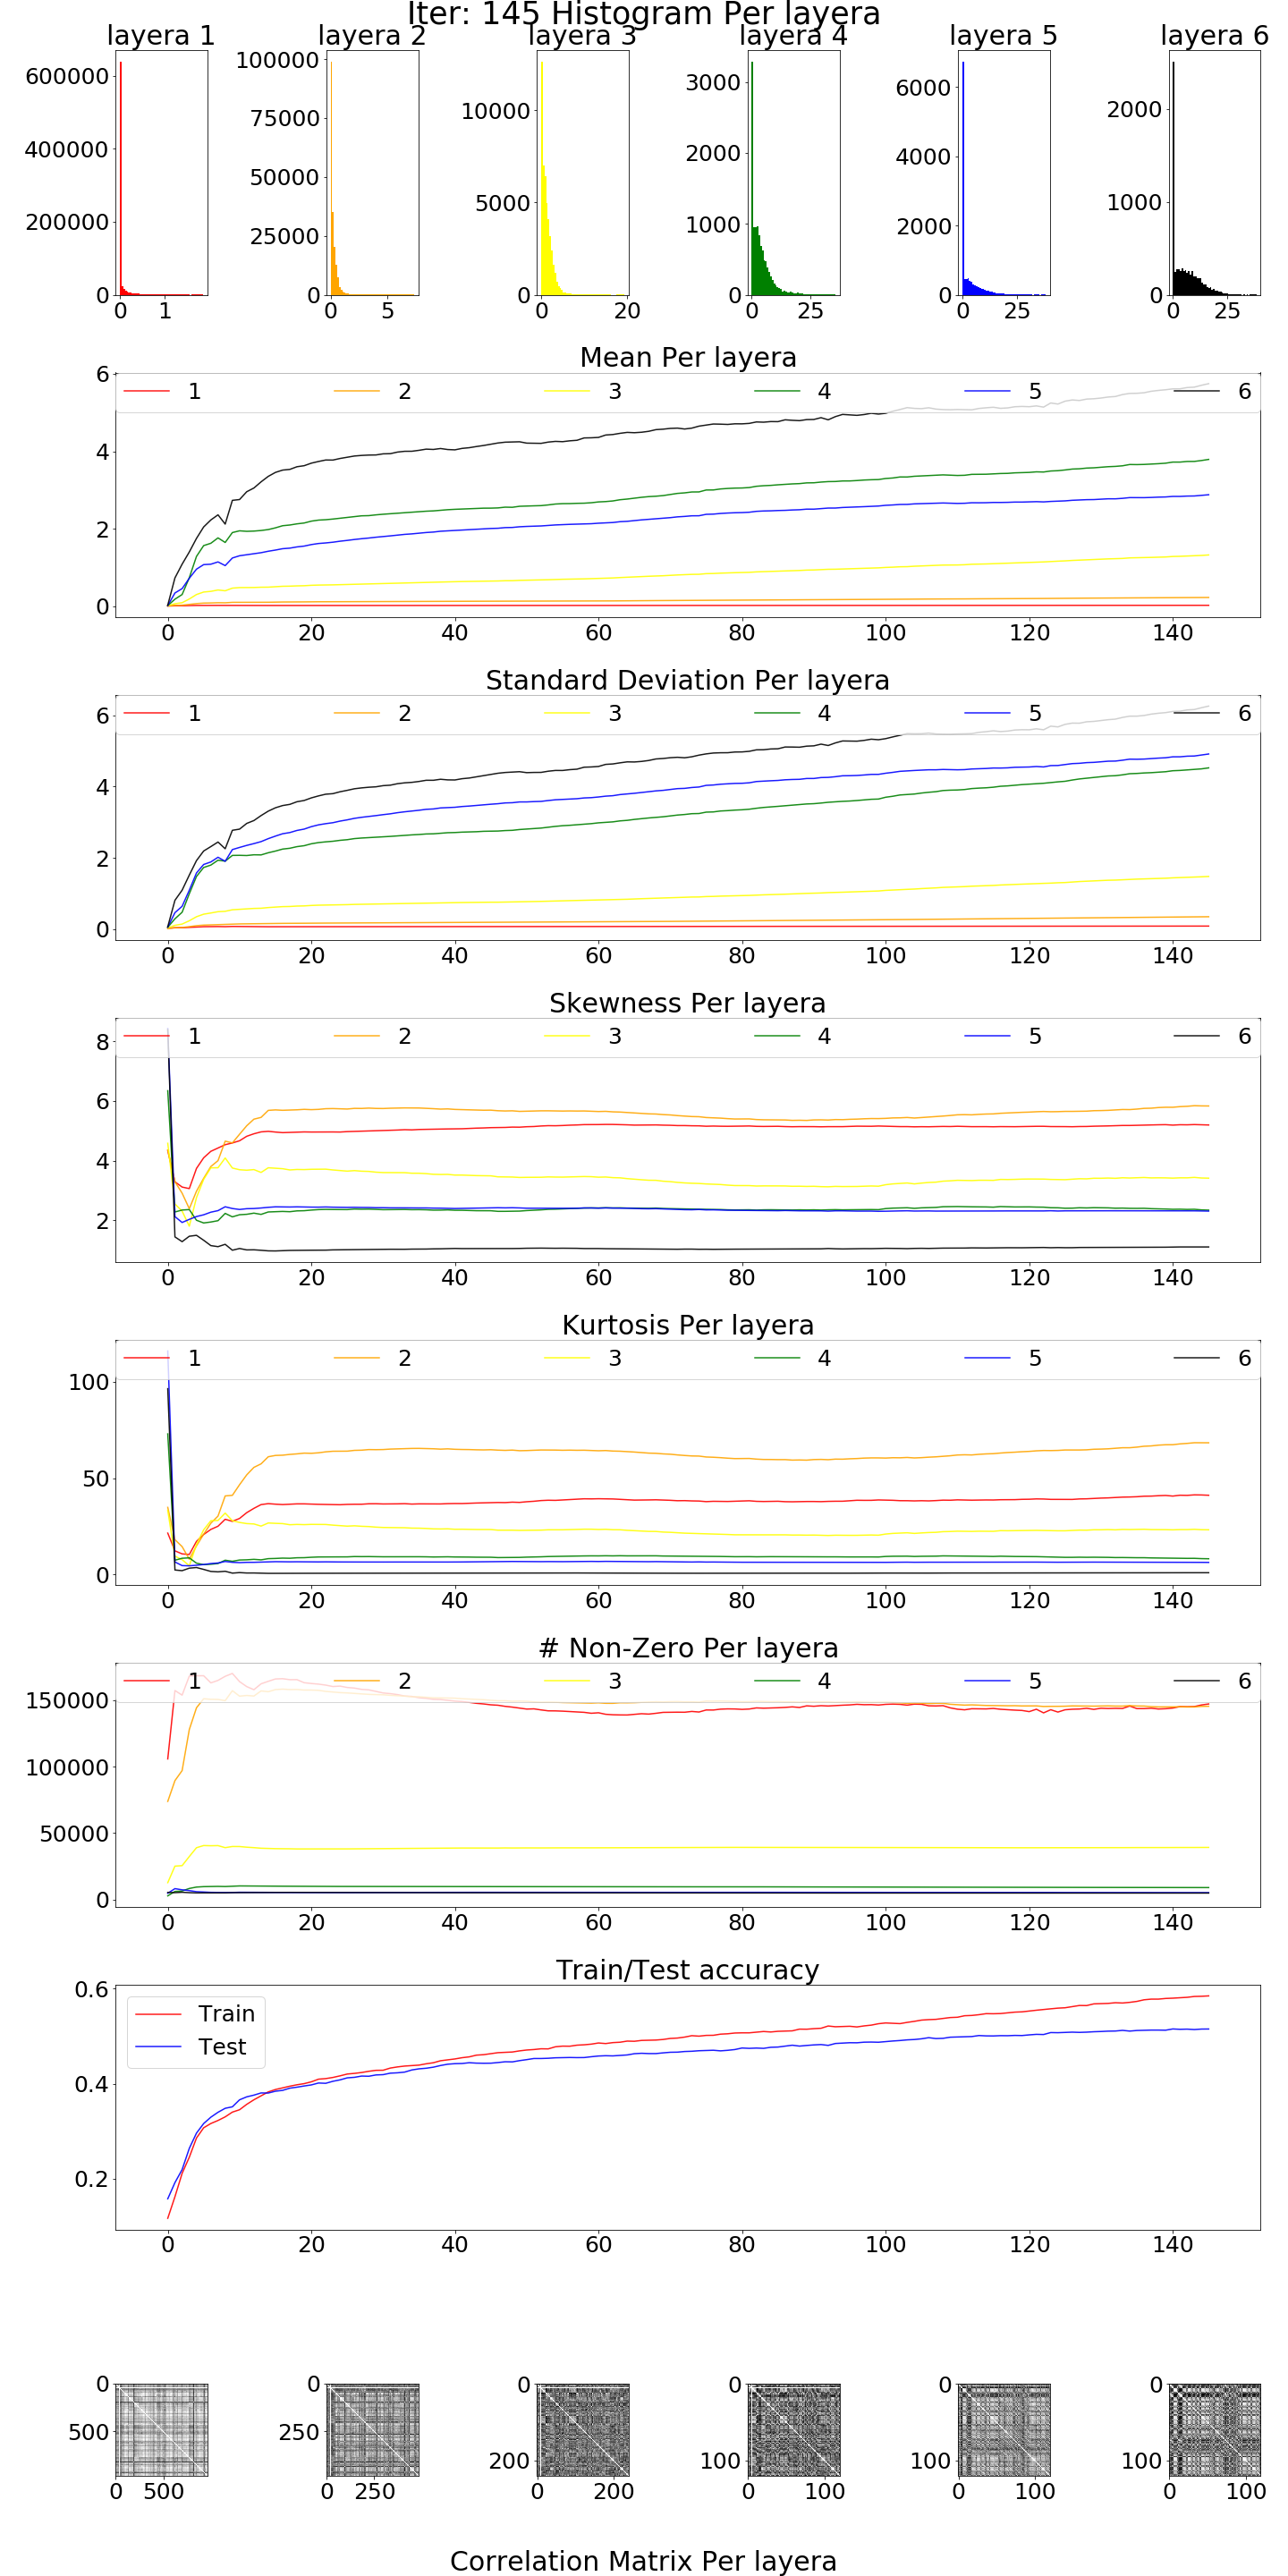 Iter: 145 Histogram Per layera
layera 1 layera 2 layera 3 layera 4 layera 5 layera 6
600000 400000 200000 0
0 1
100000 75000 50000 25000 0
0 5
10000 5000 0
0 20
3000 2000 1000 0
0 25
6000 4000 2000 0
0 25
2000 1000 0
0 25
Mean Per layera
1 2 3 4 5 6
6
4
2
0
0 20 40 60 80 100 120 140
Standard Deviation Per layera
1 2 3 4 5 6
6
4
2
0
0 20 40 60 80 100 120 140
Skewness Per layera
1 2 3 4 5 6
8
6
4
2
0 20 40 60 80 100 120 140
Kurtosis Per layera
1 2 3 4 5 6
100
50
0
0 20 40 60 80 100 120 140
# Non-Zero Per layera
1 2 3 4 5 6
150000
100000
50000
0
0 20 40 60 80 100 120 140
Train/Test accuracy
Train
Test
0.6
0.4
0.2
0 20 40 60 80 100 120 140
0 500
0 500
0 250
0 250
0 200
0 200
0 100
0 100
0 100
0 100
0 100
0 100
Correlation Matrix Per layera